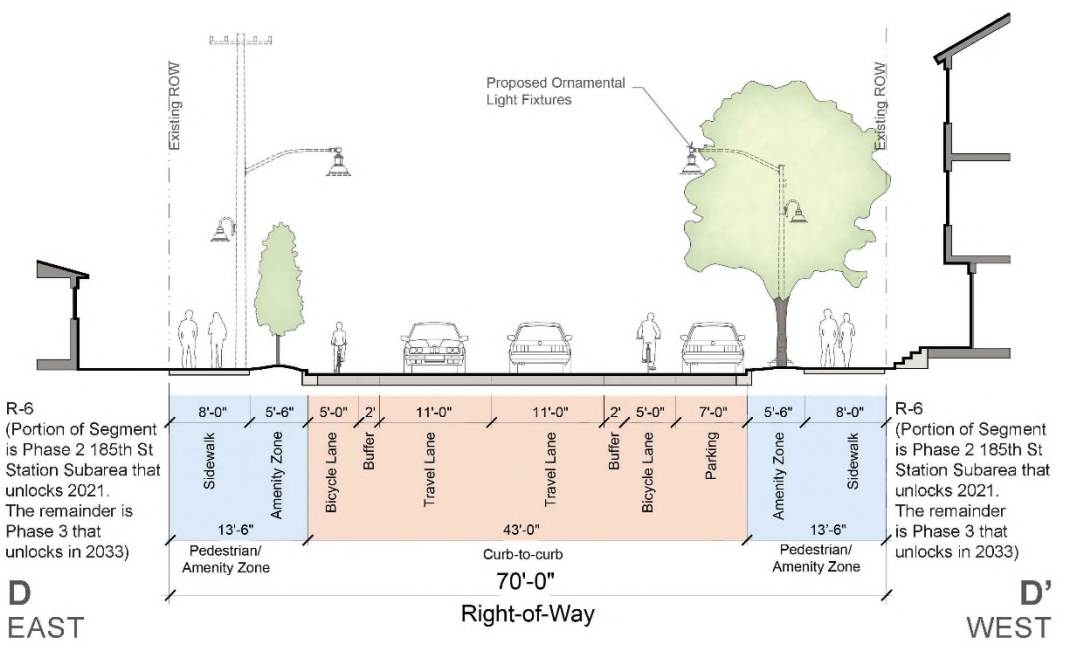 Existing ROW
Proposed Ornamental
Light Fixtures
Existing ROW
R-6
(Portion of Segment
is Phase 2 185th St
Station Subarea that
unlocks 2021.
The remainder is
Phase 3 that
unlocks in 2033)
8'-0" 5'-6" 5'-0" 2' 11'-0" 11'-0" 2' 5'-0" 7'-0" 5'-6" 8'-0"
Sidewalk
Amenity Zone
Bicycle Lane
Buffer
Travel Lane
Travel Lane
Buffer
Bicycle Lane
Parking
Amenity Zone
Sidewalk
13'-6" 43'-0" 13'-6"
Pedestrian/
Amenity Zone
Curb-to-curb
Pedestrian/
Amenity Zone
70'-0"
Right-of-Way
R-6
(Portion of Segment
is Phase 2 185th St
Station Subarea that
unlocks 2021.
The remainder
is Phase 3 that
unlocks in 2033)
D
EAST
D'
WEST